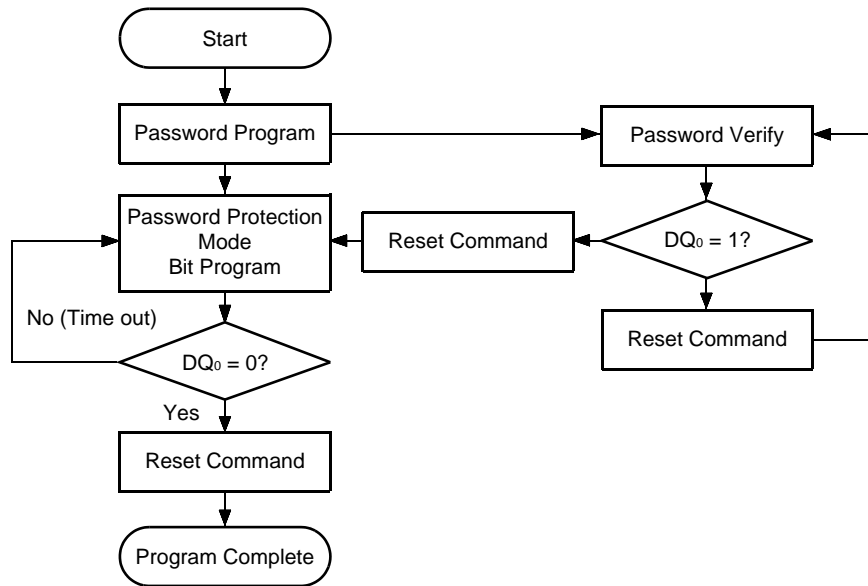 Start
Password Program
Password Verify
Password Protection
Mode
Bit Program
Reset Command
DQ₀ = 1?
No (Time out)
Reset Command
DQ₀ = 0?
Yes
Reset Command
Program Complete